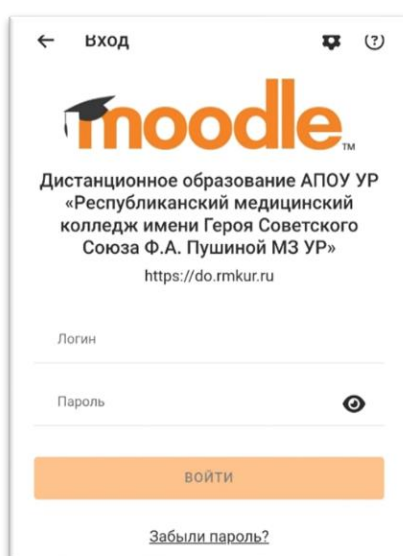 Вход
moodle TM
Дистанционное образование АПОУ УР
«Республиканский медицинский
колледж имени Героя Советского
Союза Ф.А. Пушиной МЗ УР»
https://do.rmkur.ru
Логин
Пароль
ВОЙТИ
Забыли пароль?